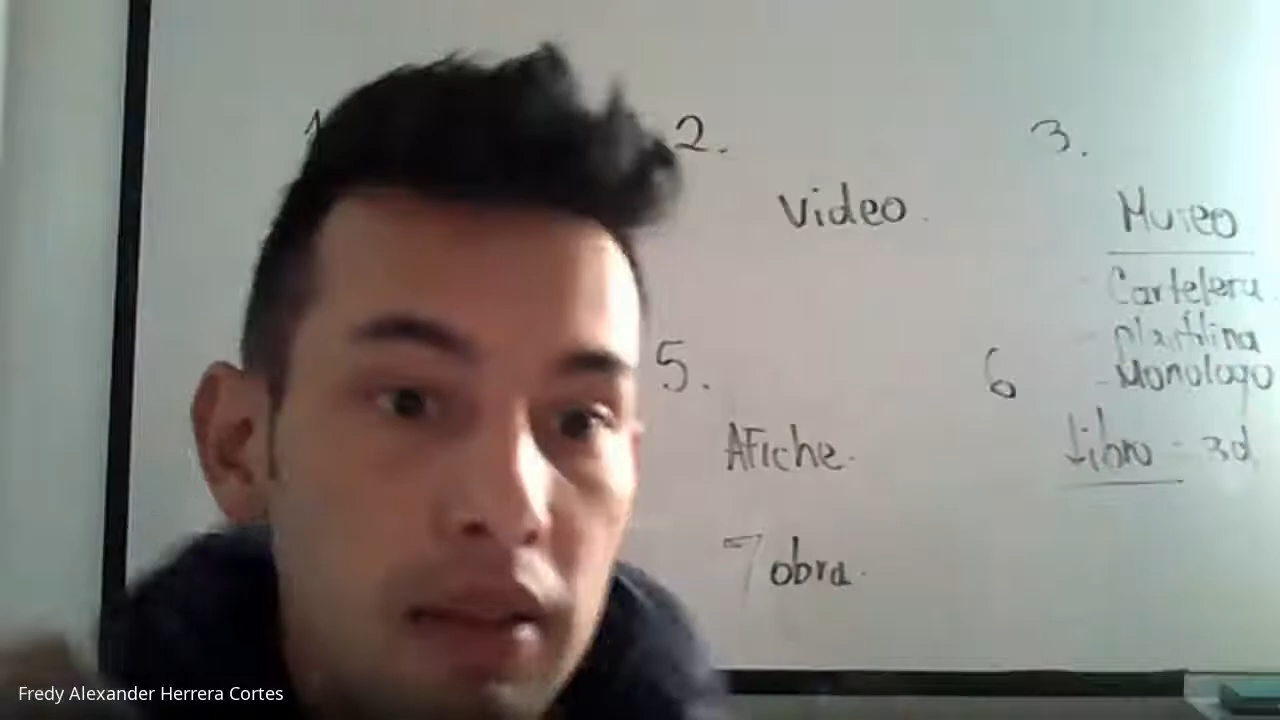 1
2.
3.
Video.
Museo
Cartelera
- plastilina
- Monologo
5.
6
Afiche.
libro - 3d
7 obra.
Fredy Alexander Herrera Cortes